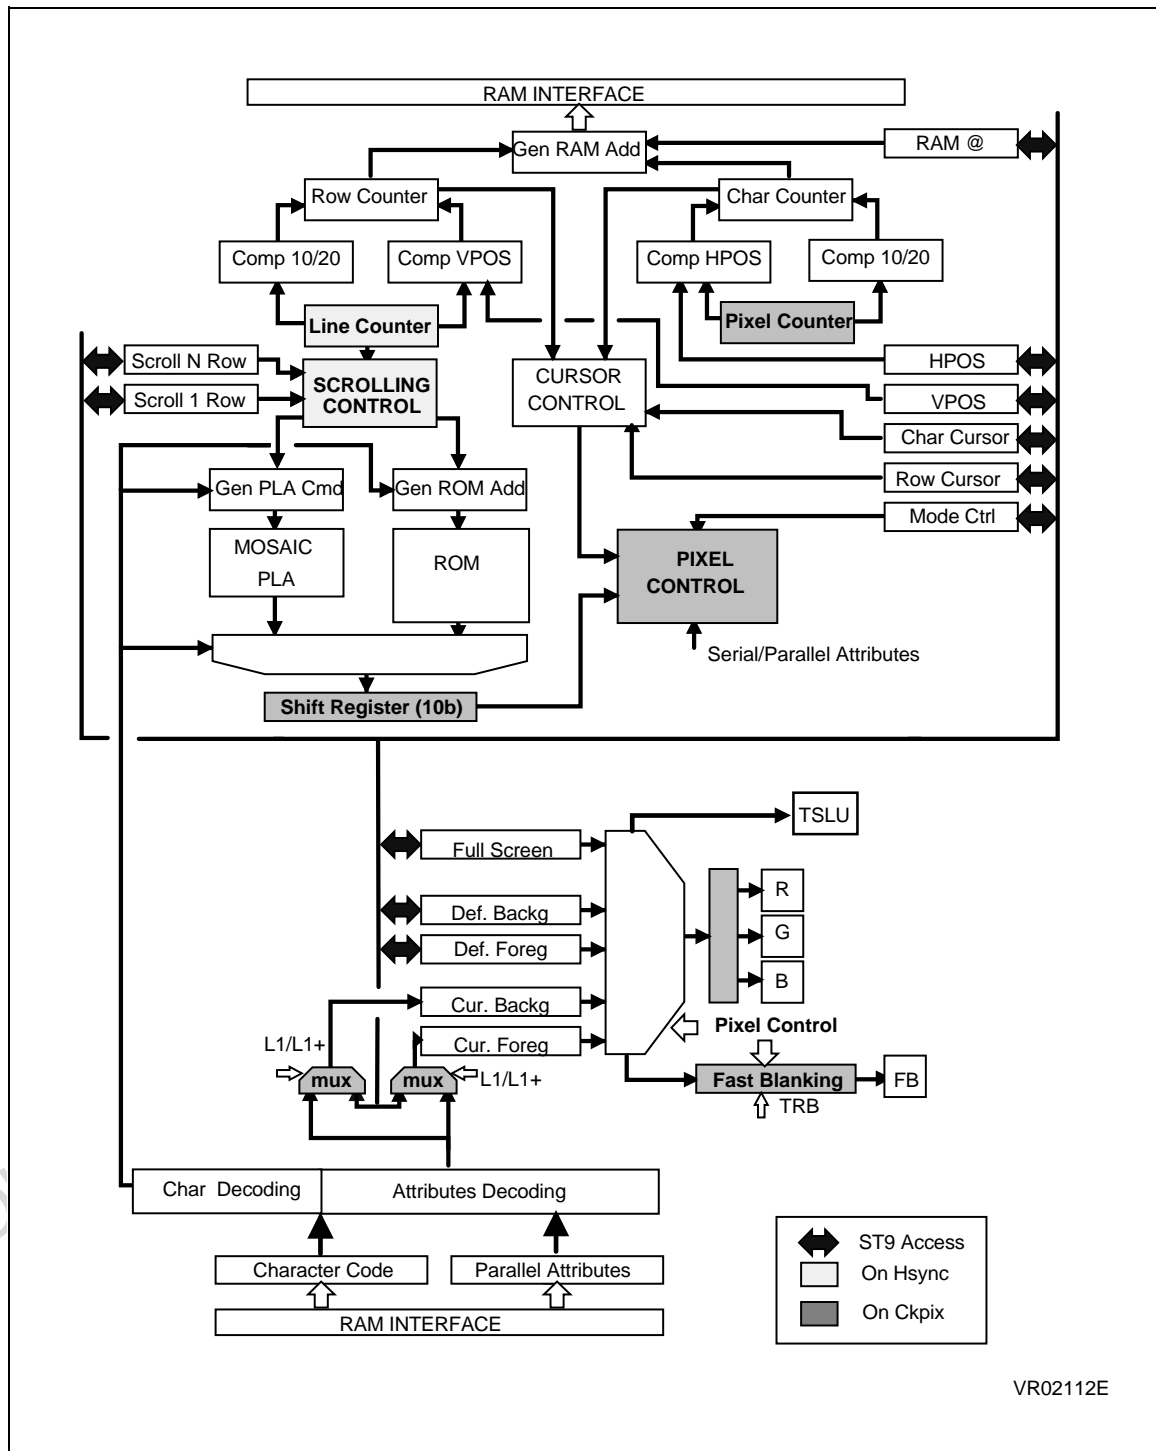 RAM INTERFACE
Gen RAM Add
RAM @
Row Counter
Char Counter
Comp 10/20
Comp VPOS
Comp HPOS
Comp 10/20
Line Counter
Pixel Counter
Scroll N Row
SCROLLING
CONTROL
CURSOR
CONTROL
HPOS
Scroll 1 Row
VPOS
Char Cursor
Row Cursor
Gen PLA Cmd
Gen ROM Add
Mode Ctrl
MOSAIC
PLA
ROM
PIXEL
CONTROL
Serial/Parallel Attributes
Shift Register (10b)
TSLU
Full Screen
R
Def. Backg
G
Def. Foreg
B
Cur. Backg
Pixel Control
L1/L1+
Cur. Foreg
mux
mux
L1/L1+
Fast Blanking
FB
TRB
Char Decoding
Attributes Decoding
ST9 Access
Character Code
Parallel Attributes
On Hsync
RAM INTERFACE
On Ckpix
VR02112E